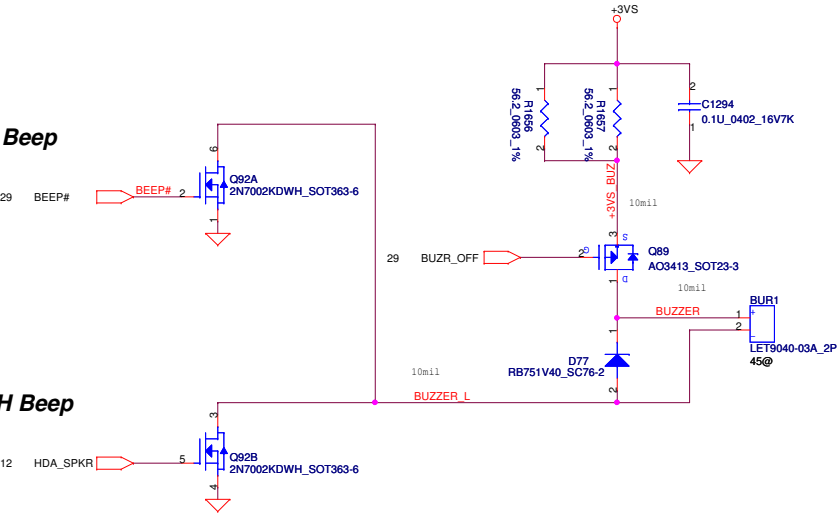 +3VS
1
R1656
56.2_0603_1%
2
1
R1657
56.2_0603_1%
2
2
C1294
0.1U_0402_16V7K
1
Beep
6
Q92A
2N7002KDWH_SOT363-6
29 BEEP# BEEP# 2
1
+3VS_BUZ
10mil
3 S
29 BUZR_OFF 2 G
Q89
AO3413_SOT23-3
1 D
10mil
BUZZER
BUR1
1 +
2 -
LET9040-03A_2P
45@
1
D77
RB751V40_SC76-2
2
10mil
BUZZER_L
H Beep
3
Q92B
2N7002KDWH_SOT363-6
12 HDA_SPKR 5
4